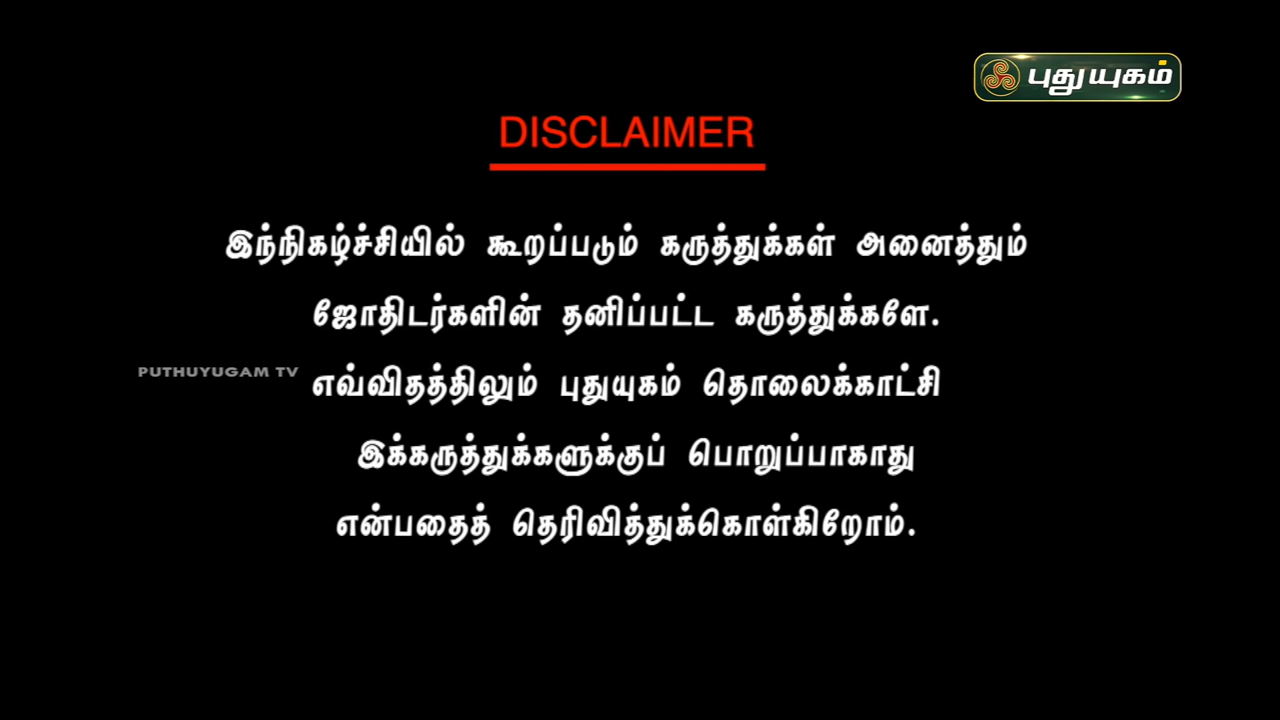 புதுயுகம்
DISCLAIMER
இந்நிகழ்ச்சியில் கூறப்படும் கருத்துக்கள் அனைத்தும்
ஜோதிடர்களின் தனிப்பட்ட கருத்துக்களே.
PUTHUYUGAM TV
எவ்விதத்திலும் புதுயுகம் தொலைக்காட்சி
இக்கருத்துக்களுக்குப் பொறுப்பாகாது
என்பதைத் தெரிவித்துக்கொள்கிறோம்.